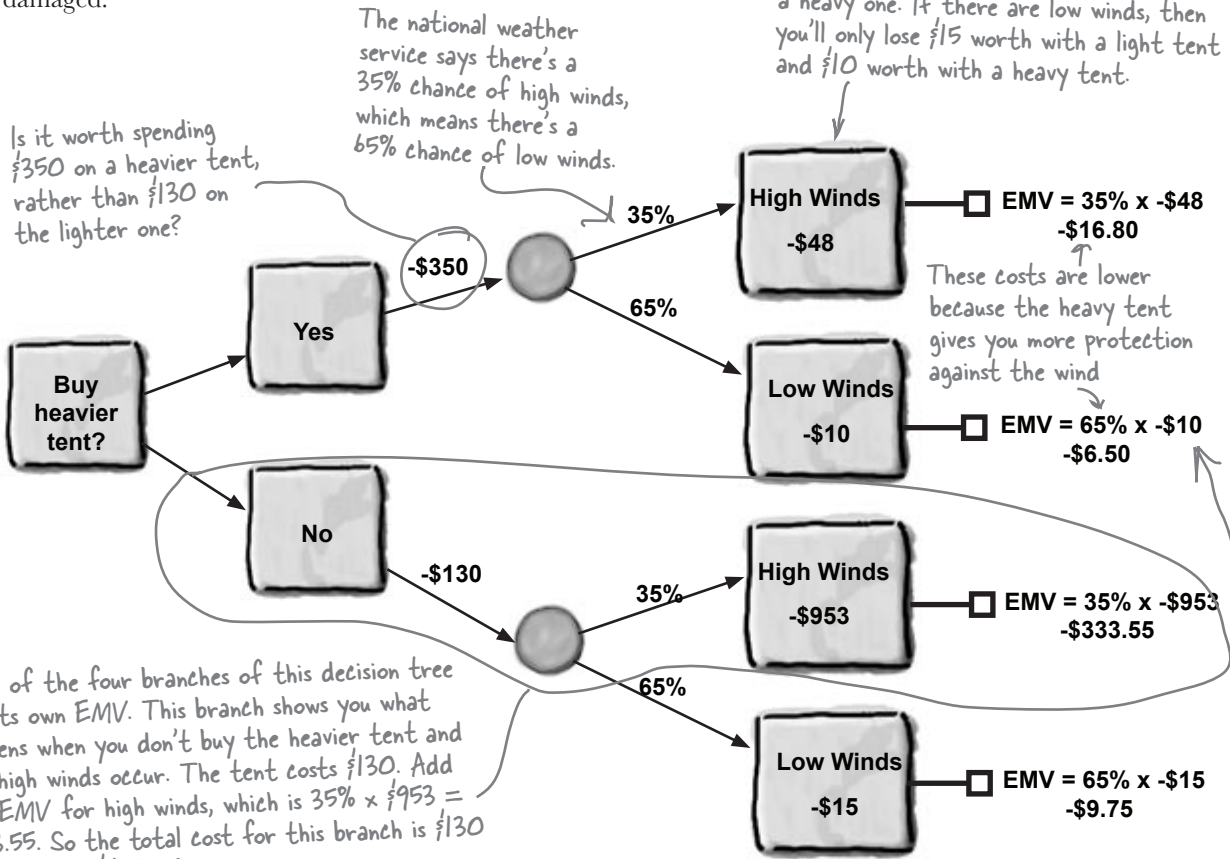 damaged.
The national weather
service says there's a
35% chance of high winds,
which means there's a
65% chance of low winds.
a heavy one. If there are low winds, then
you'll only lose $15 worth with a light tent
and $10 worth with a heavy tent.
Is it worth spending
$350 on a heavier tent,
rather than $130 on
the lighter one?
Buy
heavier
tent?
Yes
-$350
35%
65%
High Winds
-$48
EMV = 35% x -$48
-$16.80
These costs are lower
because the heavy tent
gives you more protection
against the wind
Low Winds
-$10
EMV = 65% x -$10
-$6.50
No
-$130
35%
65%
High Winds
-$953
EMV = 35% x -$953
-$333.55
Low Winds
-$15
EMV = 65% x -$15
-$9.75
of the four branches of this decision tree
its own EMV. This branch shows you what
ens when you don't buy the heavier tent and
high winds occur. The tent costs $130. Add
EMV for high winds, which is 35% x $953 =
3.55. So the total cost for this branch is $130